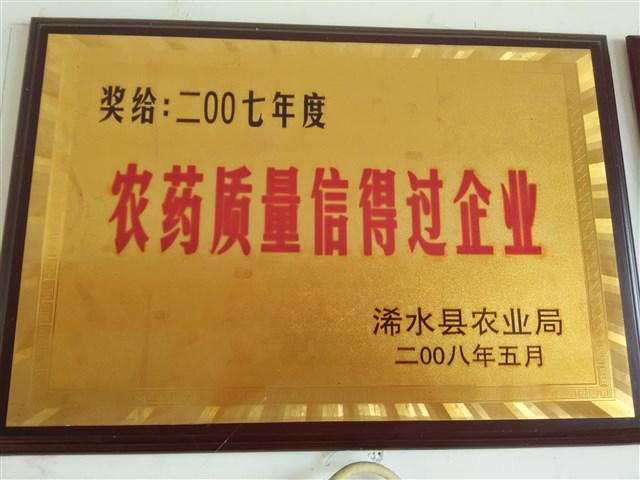 奖给:二00七年度
农药质量信得过企业
浠水县农业局
二00八年五月